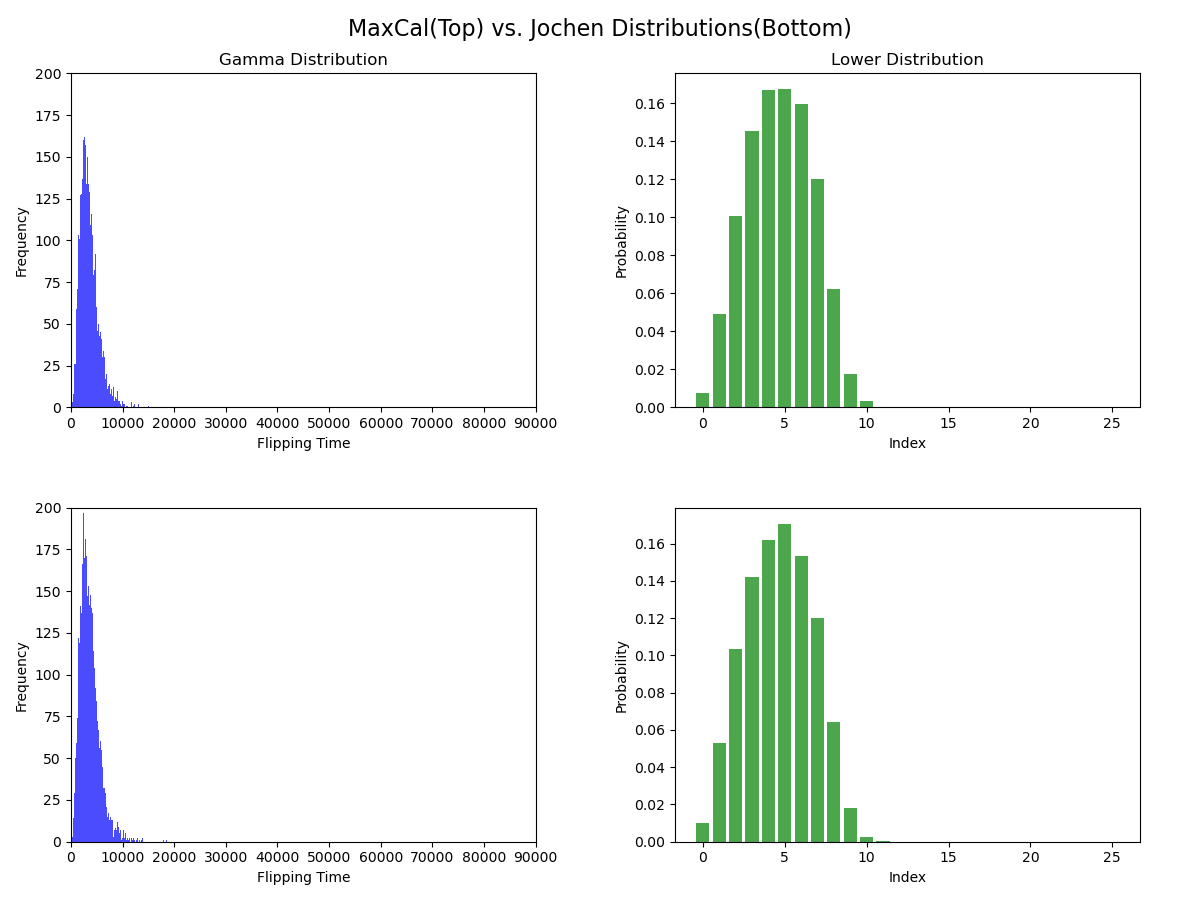 MaxCal(Top) vs. Jochen Distributions(Bottom)
Gamma Distribution
Lower Distribution
200
175
150
125
100
75
50
25
0
Frequency
0 10000 20000 30000 40000 50000 60000 70000 80000 90000
Flipping Time
0.16
0.14
0.12
0.10
0.08
0.06
0.04
0.02
0.00
Probability
0 5 10 15 20 25
Index
200
175
150
125
100
75
50
25
0
Frequency
0 10000 20000 30000 40000 50000 60000 70000 80000 90000
Flipping Time
0.16
0.14
0.12
0.10
0.08
0.06
0.04
0.02
0.00
Probability
0 5 10 15 20 25
Index